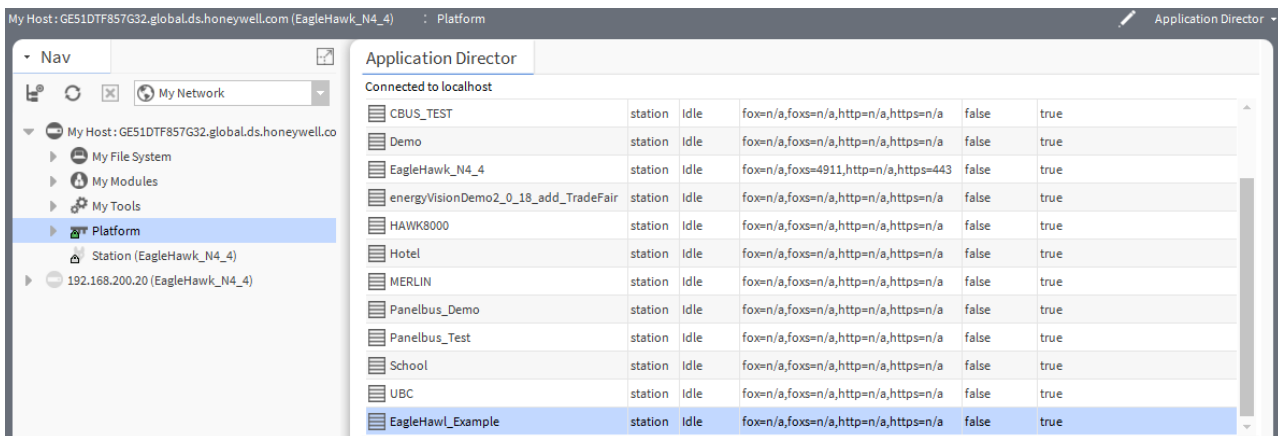 My Host : GE51DTF857G32.global.ds.honeywell.com (EagleHawk_N4_4) : Platform Application Director
Nav
My Network
My Host : GE51DTF857G32.global.ds.honeywell.co
My File System
My Modules
My Tools
Platform
Station (EagleHawk_N4_4)
192.168.200.20 (EagleHawk_N4_4)
Application Director
Connected to localhost
CBUS_TEST station Idle fox=n/a,foxs=n/a,http=n/a,https=n/a false true
Demo station Idle fox=n/a,foxs=n/a,http=n/a,https=n/a false true
EagleHawk_N4_4 station Idle fox=n/a,foxs=4911,http=n/a,https=443 false true
energyVisionDemo2_0_18_add_TradeFair station Idle fox=n/a,foxs=n/a,http=n/a,https=n/a false true
HAWK8000 station Idle fox=n/a,foxs=n/a,http=n/a,https=n/a false true
Hotel station Idle fox=n/a,foxs=n/a,http=n/a,https=n/a false true
MERLIN station Idle fox=n/a,foxs=n/a,http=n/a,https=n/a false true
Panelbus_Demo station Idle fox=n/a,foxs=n/a,http=n/a,https=n/a false true
Panelbus_Test station Idle fox=n/a,foxs=n/a,http=n/a,https=n/a false true
School station Idle fox=n/a,foxs=n/a,http=n/a,https=n/a false true
UBC station Idle fox=n/a,foxs=n/a,http=n/a,https=n/a false true
EagleHawl_Example station Idle fox=n/a,foxs=n/a,http=n/a,https=n/a false true